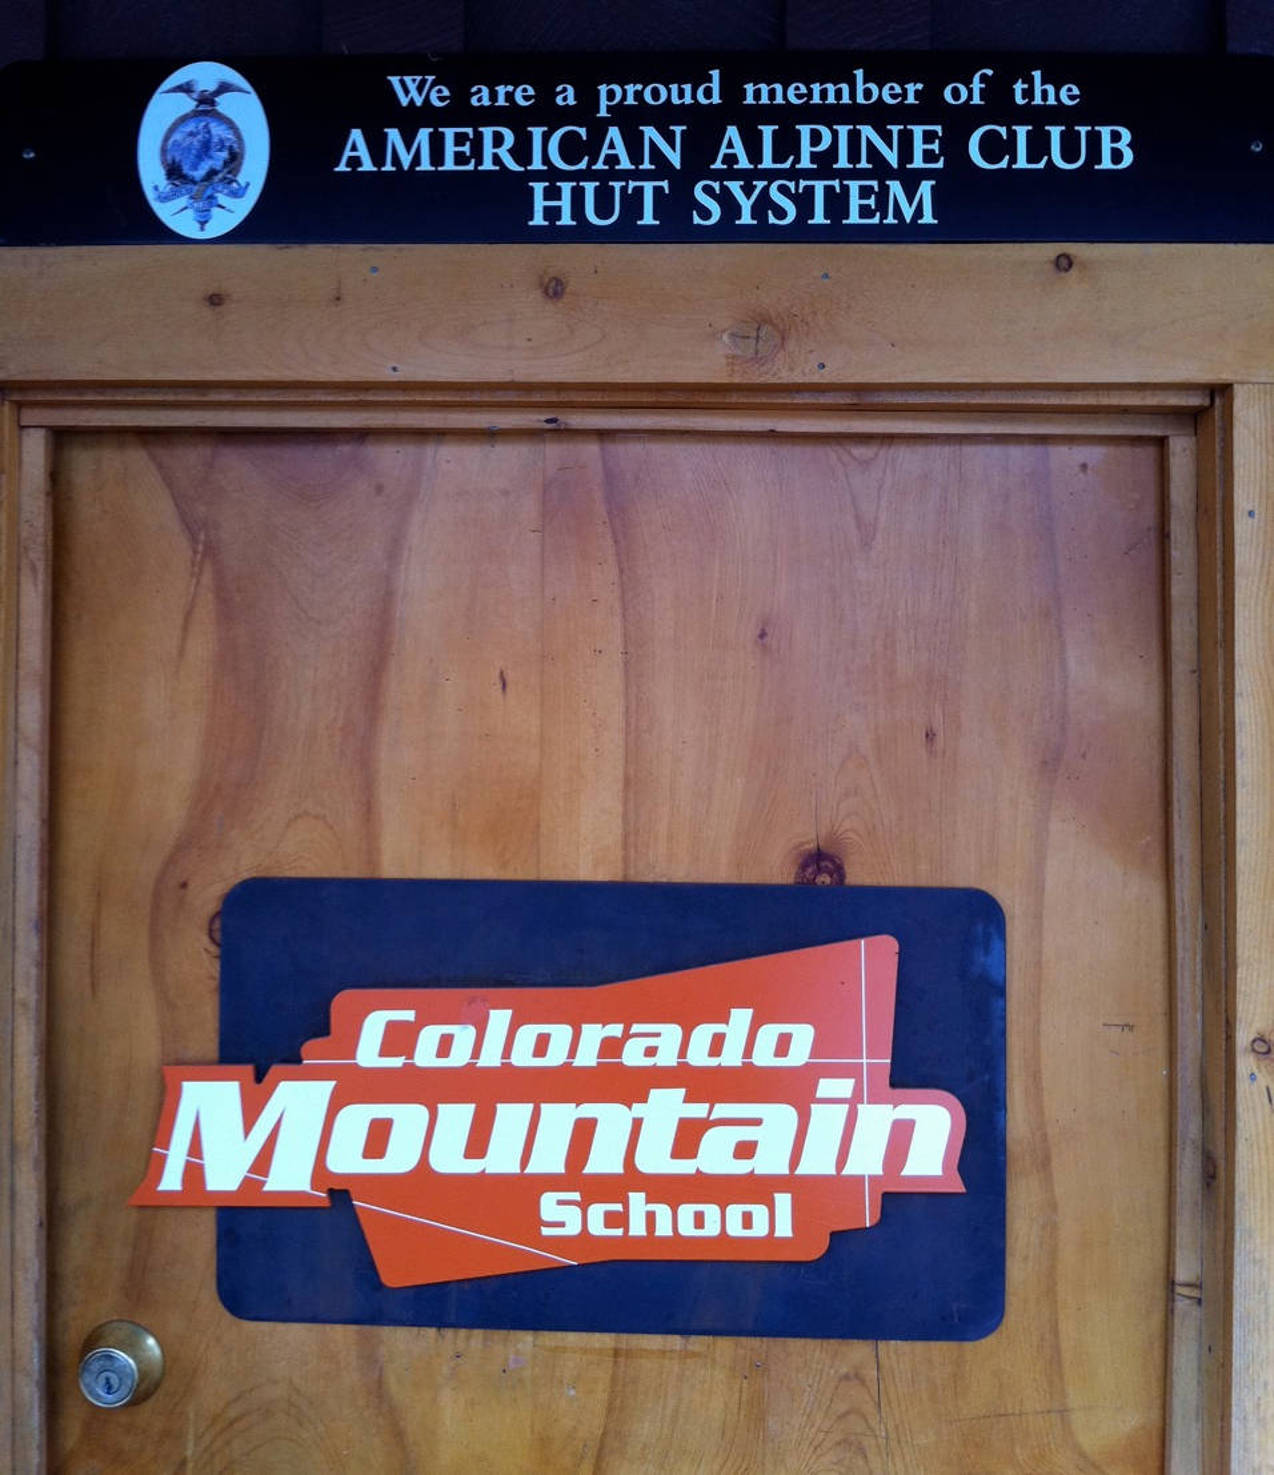 We are a proud member of the
AMERICAN ALPINE CLUB
HUT SYSTEM
Colorado
Mountain
School